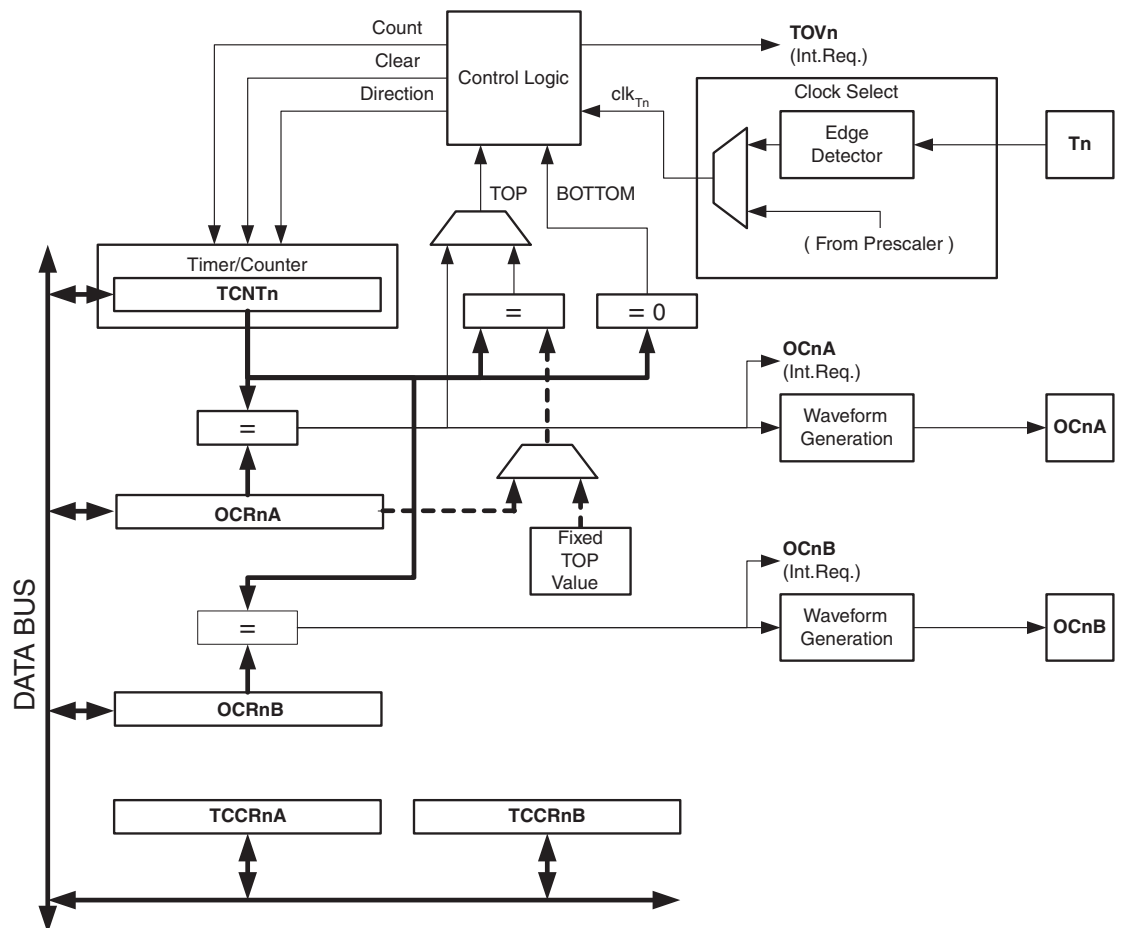 Count
Clear
Direction
Control Logic
TOVn
(Int.Req.)
clkTn
Clock Select
Edge
Detector
Tn
( From Prescaler )
TOP
BOTTOM
Timer/Counter
TCNTn
=
= 0
OCnA
(Int.Req.)
=
Waveform
Generation
OCnA
OCRnA
Fixed
TOP
Value
OCnB
(Int.Req.)
=
Waveform
Generation
OCnB
OCRnB
DATA BUS
TCCRnA
TCCRnB